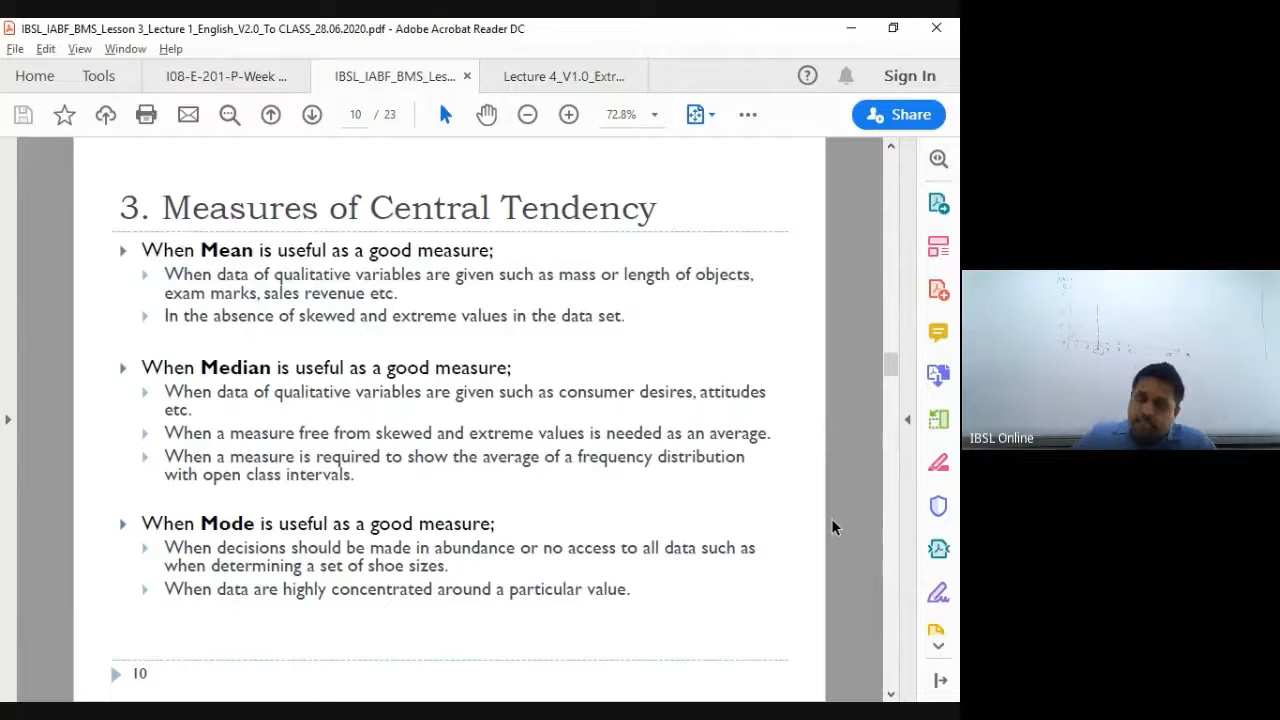 IBSL_IABF_BMS_Lesson 3_Lecture 1_English_V2.0_To CLASS_28.06.2020.pdf - Adobe Acrobat Reader DC
File Edit View Window Help
Home Tools I08-E-201-P-Week ... IBSL_IABF_BMS_Les... × Lecture 4_V1.0_Extr... Sign In
10 / 23 72.8% Share
3. Measures of Central Tendency
When Mean is useful as a good measure;
When data of qualitative variables are given such as mass or length of objects,
exam marks, sales revenue etc.
In the absence of skewed and extreme values in the data set.
When Median is useful as a good measure;
When data of qualitative variables are given such as consumer desires, attitudes
etc.
When a measure free from skewed and extreme values is needed as an average.
When a measure is required to show the average of a frequency distribution
with open class intervals.
When Mode is useful as a good measure;
When decisions should be made in abundance or no access to all data such as
when determining a set of shoe sizes.
When data are highly concentrated around a particular value.
10
IBSL Online